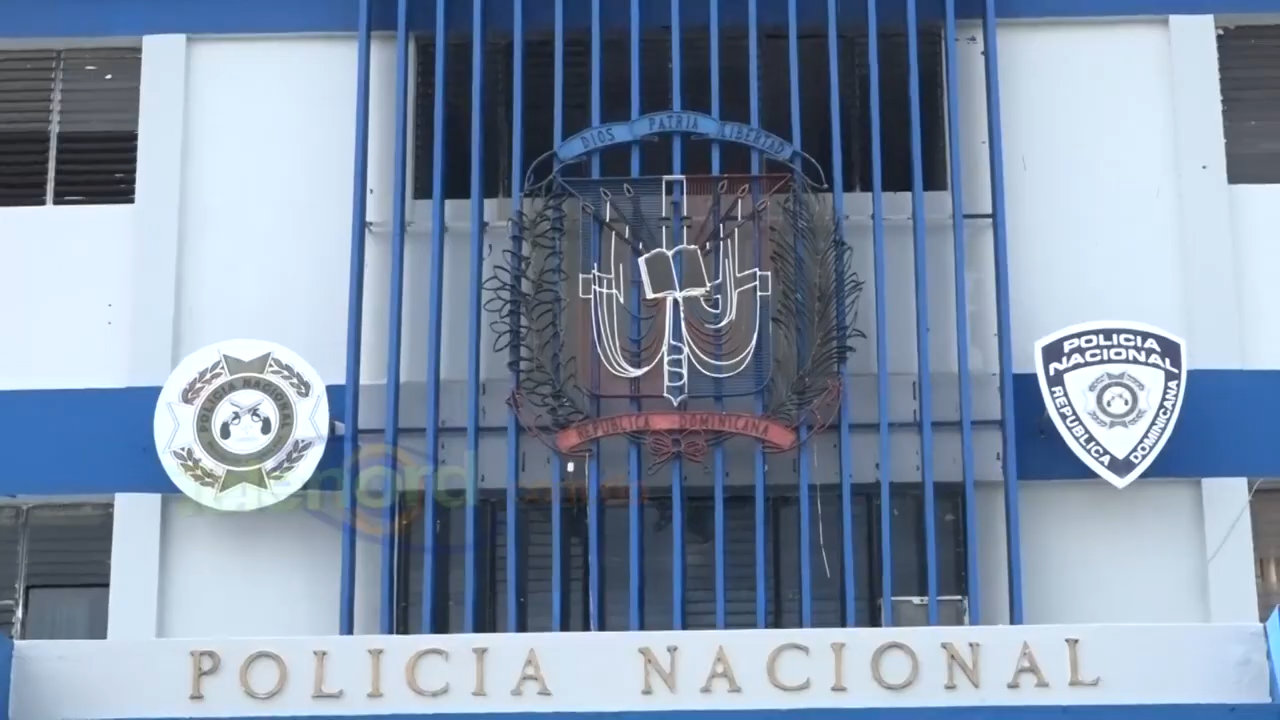 DIOS PATRIA LIBERTAD
REPUBLICA DOMINICANA
POLICIA NACIONAL
POLICIA
NACIONAL
REPUBLICA
DOMINICANA
POLICIA NACIONAL